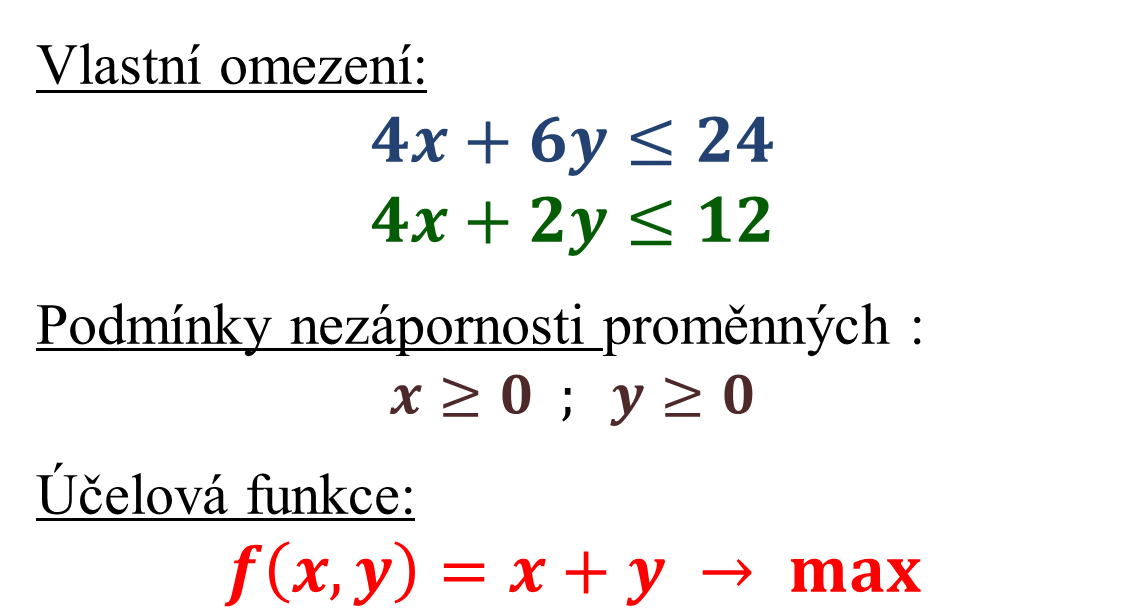 Vlastní omezení:
4x + 6y ≤ 24
4x + 2y ≤ 12
Podmínky nezápornosti proměnných :
x ≥ 0 ; y ≥ 0
Účelová funkce:
f(x, y) = x + y → max